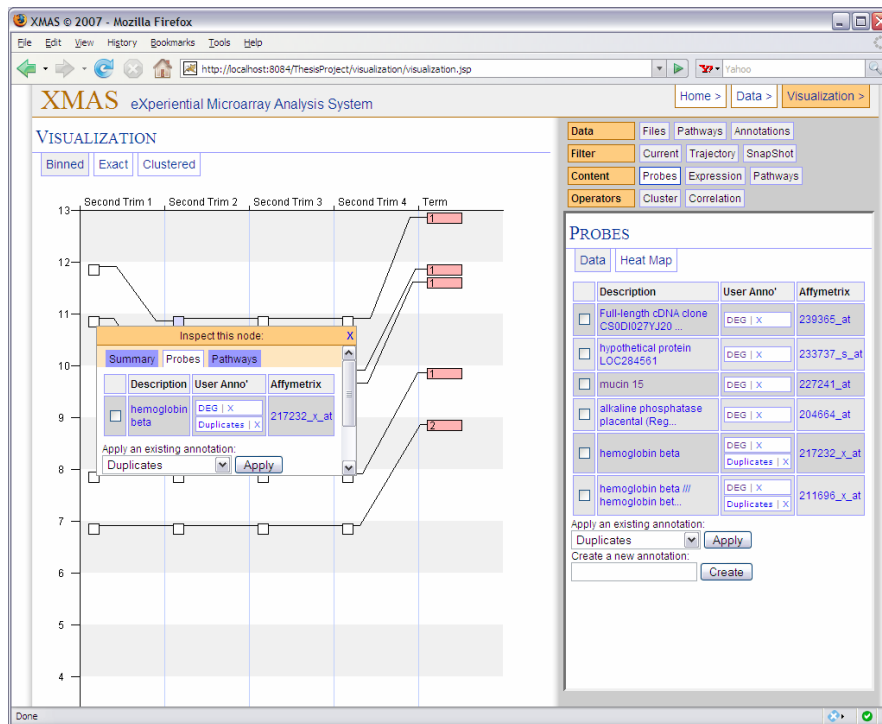 XMAS © 2007 - Mozilla Firefox
File Edit View History Bookmarks Tools Help
http://localhost:8084/ThesisProject/visualization/visualization.jsp
Yahoo
XMAS eXperiential Microarray Analysis System
Home > Data > Visualization >
VISUALIZATION
Binned Exact Clustered
Second Trim 1 Second Trim 2 Second Trim 3 Second Trim 4 Term
13
1
12
1
1
11
10
1
9
2
8
7
6
5
4
Inspect this node: X
Summary Probes Pathways
Description User Anno' Affymetrix
hemoglobin beta
DEG | X
Duplicates | X
217232_x_at
Apply an existing annotation:
Duplicates Apply
Data Files Pathways Annotations
Filter Current Trajectory SnapShot
Content Probes Expression Pathways
Operators Cluster Correlation
PROBES
Data Heat Map
Description User Anno' Affymetrix
Full-length cDNA clone
CS0DI027YJ20 ...
DEG | X
239365_at
hypothetical protein
LOC284561
DEG | X
233737_s_at
mucin 15 DEG | X 227241_at
alkaline phosphatase
placental (Reg...
DEG | X
204664_at
hemoglobin beta
DEG | X
Duplicates | X
217232_x_at
hemoglobin beta ///
hemoglobin bet...
DEG | X
Duplicates | X
211696_x_at
Apply an existing annotation:
Duplicates Apply
Create a new annotation:
Create
Done